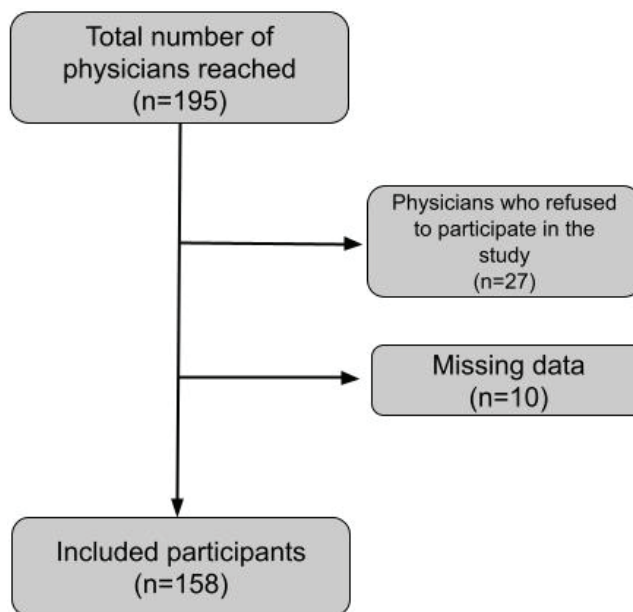 Total number of
physicians reached
(n=195)
Physicians who refused
to participate in the
study
(n=27)
Missing data
(n=10)
Included participants
(n=158)